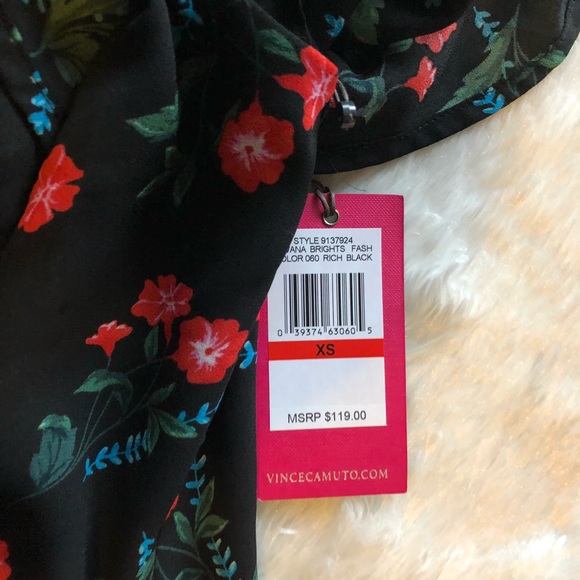 STYLE 9137924
BRIGHTS FASH
060 RICH BLACK
0 39374 63060 5
XS
MSRP $119.00
VINCECAMUTO.COM